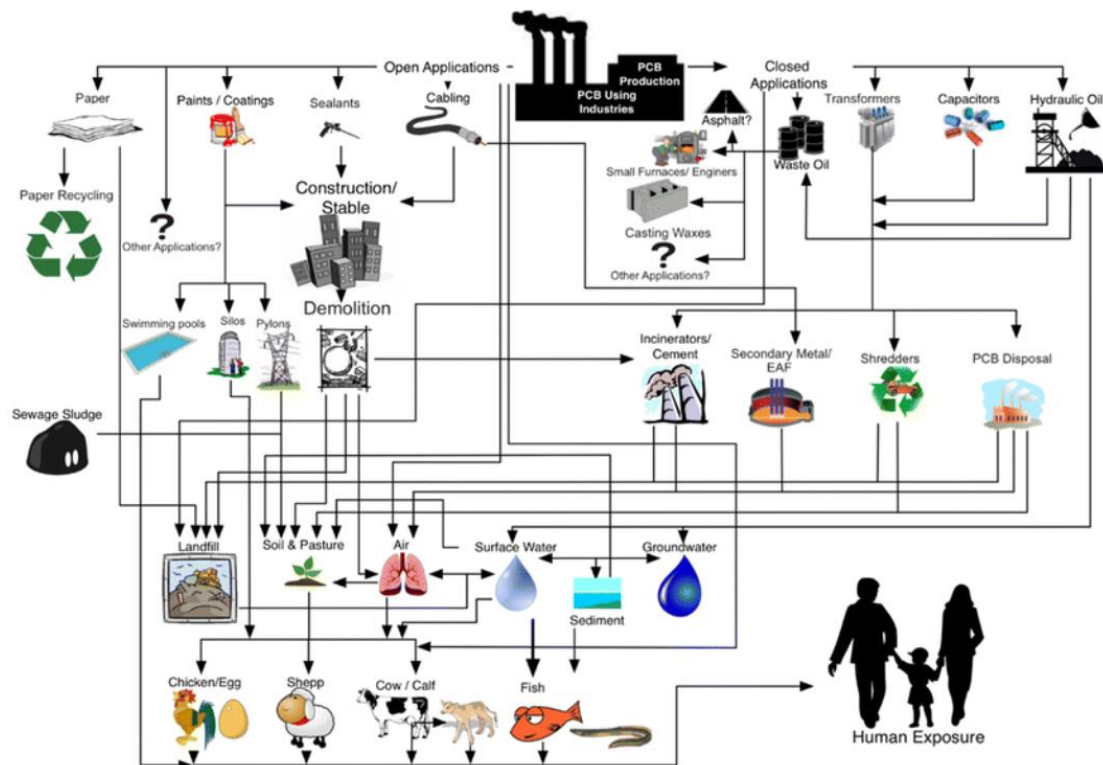 PCB
Production
PCB Using
Industries
Open Applications
Closed
Applications
Paper
Paints / Coatings
Sealants
Cabling
Asphalt?
Transformers
Capacitors
Hydraulic Oil
Small Furnaces/ Enginers
Waste Oil
Paper Recycling
?
Other Applications?
Construction/
Stable
Casting Waxes
?
Other Applications?
Demolition
Swimming pools
Silos
Pylons
Incinerators/
Cement
Secondary Metal/
EAF
Shredders
PCB Disposal
Sewage Sludge
Landfill
Soil & Pasture
Air
Surface Water
Groundwater
Sediment
Chicken/Egg
Shepp
Cow / Calf
Fish
Human Exposure